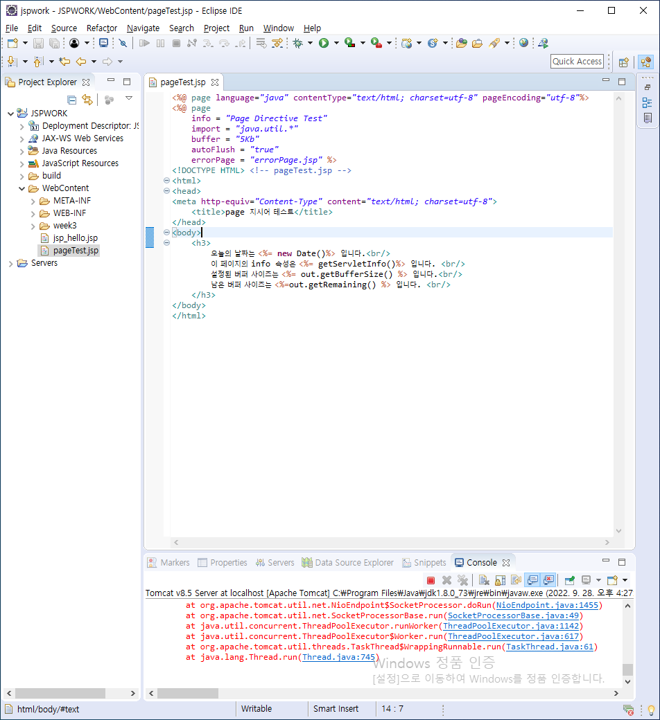 jspwork - JSPWORK/WebContent/pageTest.jsp - Eclipse IDE
File Edit Source Refactor Navigate Search Project Run Window Help
Quick Access
Project Explorer
JSPWORK
Deployment Descriptor: JS
JAX-WS Web Services
Java Resources
JavaScript Resources
build
WebContent
META-INF
WEB-INF
week3
jsp_hello.jsp
pageTest.jsp
Servers
pageTest.jsp
<%@ page language="java" contentType="text/html; charset=utf-8" pageEncoding="utf-8"%>
<%@ page
info = "Page Directive Test"
import = "java.util.*"
buffer = "5Kb"
autoFlush = "true"
errorPage = "errorPage.jsp" %>
<!DOCTYPE HTML> <!-- pageTest.jsp -->
<html>
<head>
<meta http-equiv="Content-Type" content="text/html; charset=utf-8">
<title>page 지시어 테스트</title>
</head>
<body>
<h3>
오늘의 날짜는 <%= new Date()%> 입니다.<br/>
이 페이지의 info 속성은 <%= getServletInfo()%> 입니다. <br/>
설정된 버퍼 사이즈는 <%= out.getBufferSize() %> 입니다.<br/>
남은 버퍼 사이즈는 <%=out.getRemaining() %> 입니다. <br/>
</h3>
</body>
</html>
Markers Properties Servers Data Source Explorer Snippets Console
Tomcat v8.5 Server at localhost [Apache Tomcat] C:₩Program Files₩Java₩jdk1.8.0_73₩jre₩bin₩javaw.exe (2022. 9. 28. 오후 4:27
at org.apache.tomcat.util.net.NioEndpoint$SocketProcessor.doRun(NioEndpoint.java:1455)
at org.apache.tomcat.util.net.SocketProcessorBase.run(SocketProcessorBase.java:49)
at java.util.concurrent.ThreadPoolExecutor.runWorker(ThreadPoolExecutor.java:1142)
at java.util.concurrent.ThreadPoolExecutor$Worker.run(ThreadPoolExecutor.java:617)
at org.apache.tomcat.util.threads.TaskThread$WrappingRunnable.run(TaskThread.java:61)
at java.lang.Thread.run(Thread.java:745)
Windows 정품 인증
[설정]으로 이동하여 Windows를 정품 인증합니다.
html/body/#text Writable Smart Insert 14 : 7